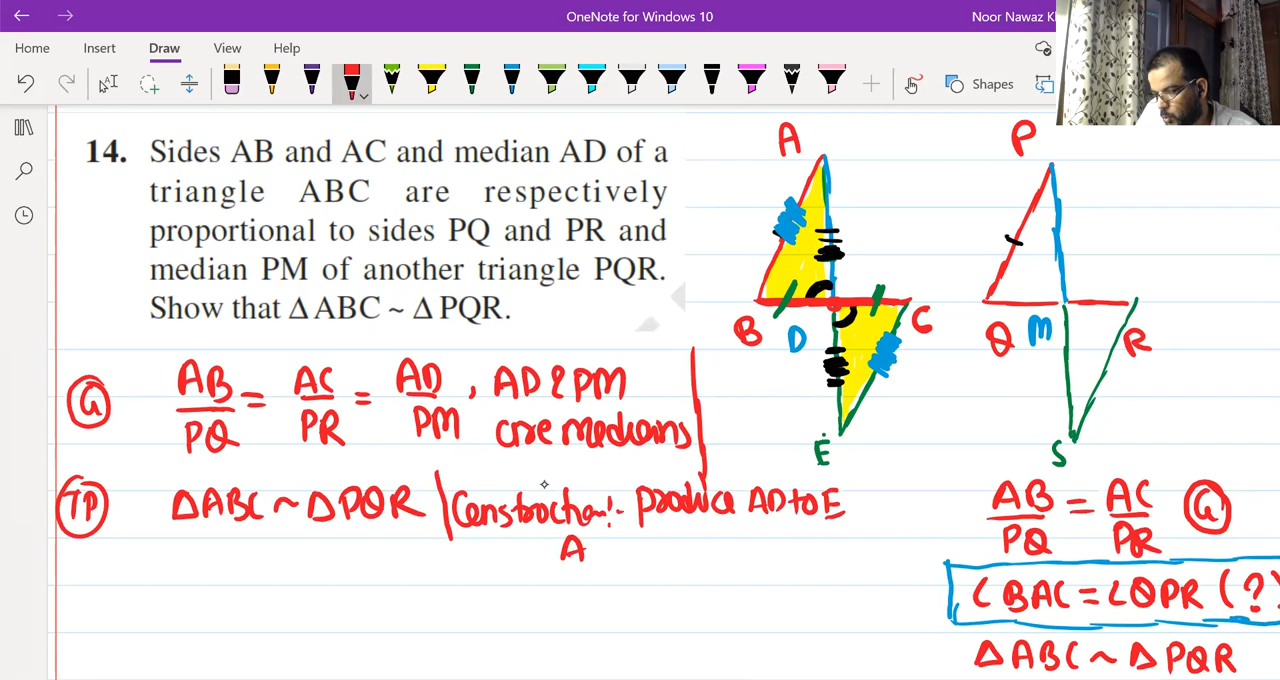 OneNote for Windows 10
Noor Nawaz Kh
Home Insert Draw View Help
Shapes
14. Sides AB and AC and median AD of a
triangle ABC are respectively
proportional to sides PQ and PR and
median PM of another triangle PQR.
Show that Δ ABC ~ Δ PQR.
A
B
D
C
E
P
Q
M
R
S
G AB/PQ = AC/PR = AD/PM , AD & PM
are medians
TP ΔABC ~ ΔPQR | Construction:- Produce AD to E
A
AB/PQ = AC/PR G
∠BAC = ∠QPR (?)
ΔABC ~ ΔPQR